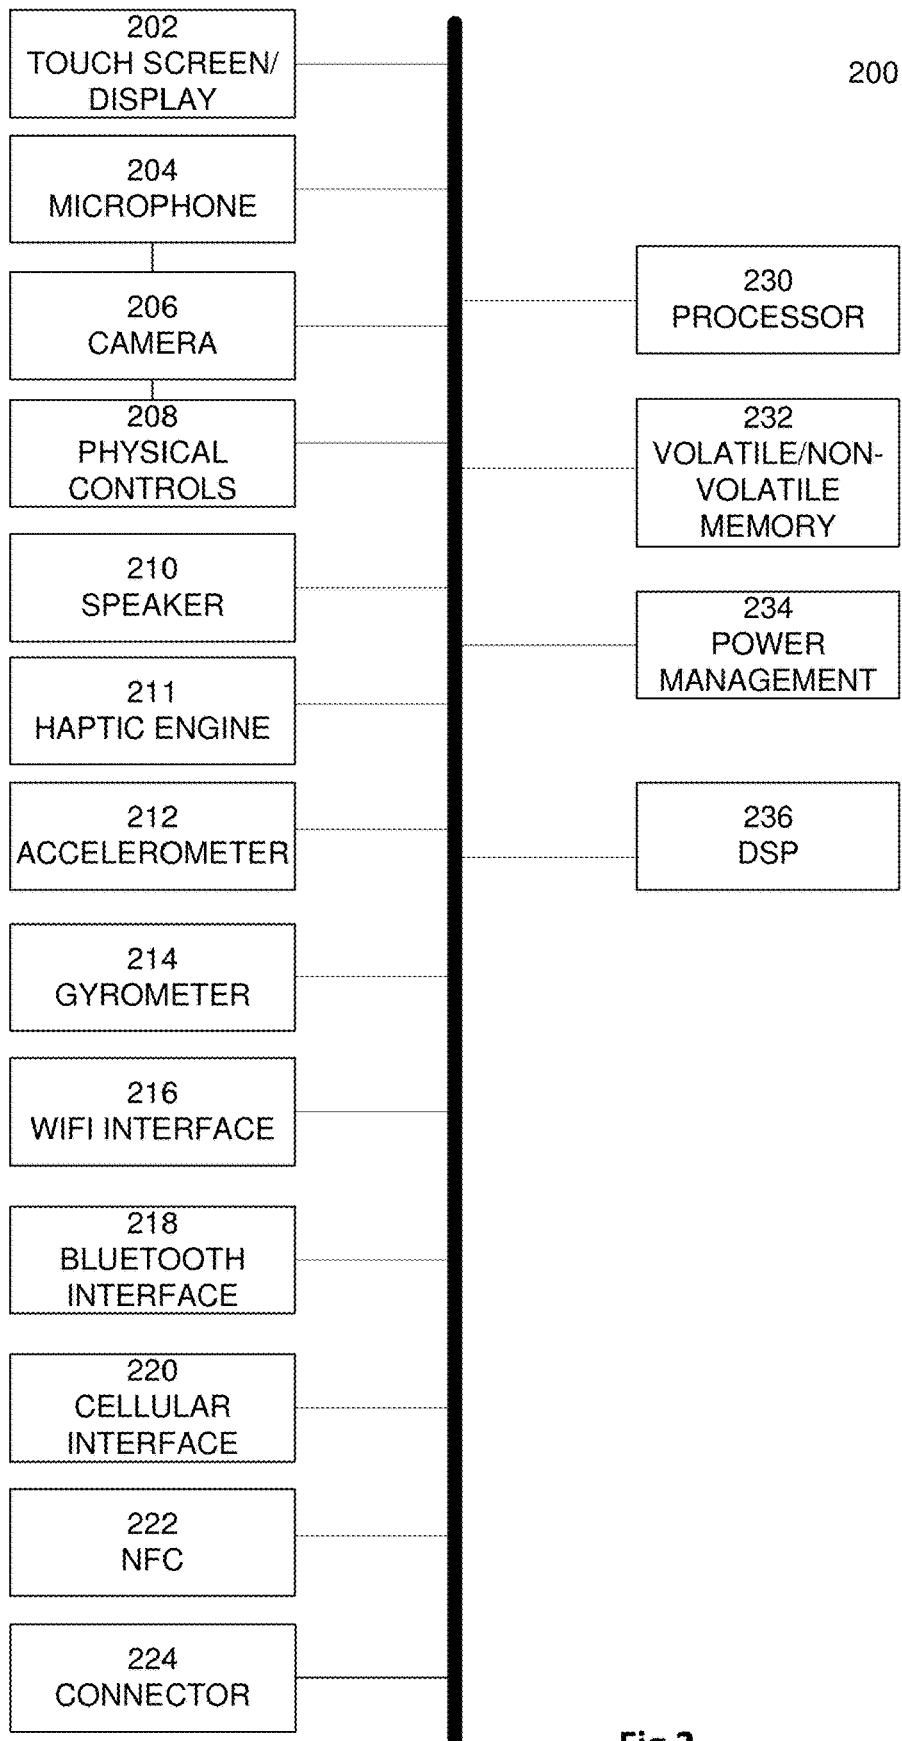 202
TOUCH SCREEN/
DISPLAY
200
204
MICROPHONE
206
CAMERA
208
PHYSICAL
CONTROLS
210
SPEAKER
211
HAPTIC ENGINE
212
ACCELEROMETER
214
GYROMETER
216
WIFI INTERFACE
218
BLUETOOTH
INTERFACE
220
CELLULAR
INTERFACE
222
NFC
224
CONNECTOR
230
PROCESSOR
232
VOLATILE/NON-
VOLATILE
MEMORY
234
POWER
MANAGEMENT
236
DSP